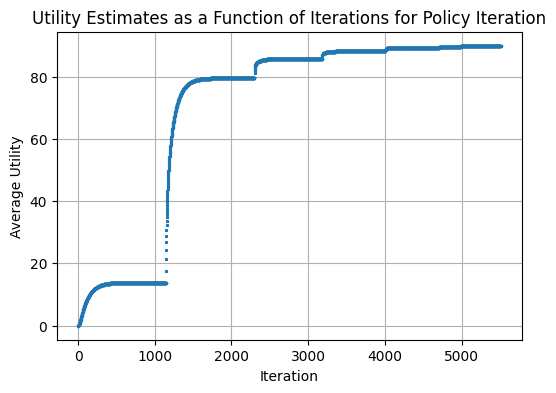 Utility Estimates as a Function of Iterations for Policy Iteration
80
60
40
20
0
Average Utility
0 1000 2000 3000 4000 5000
Iteration